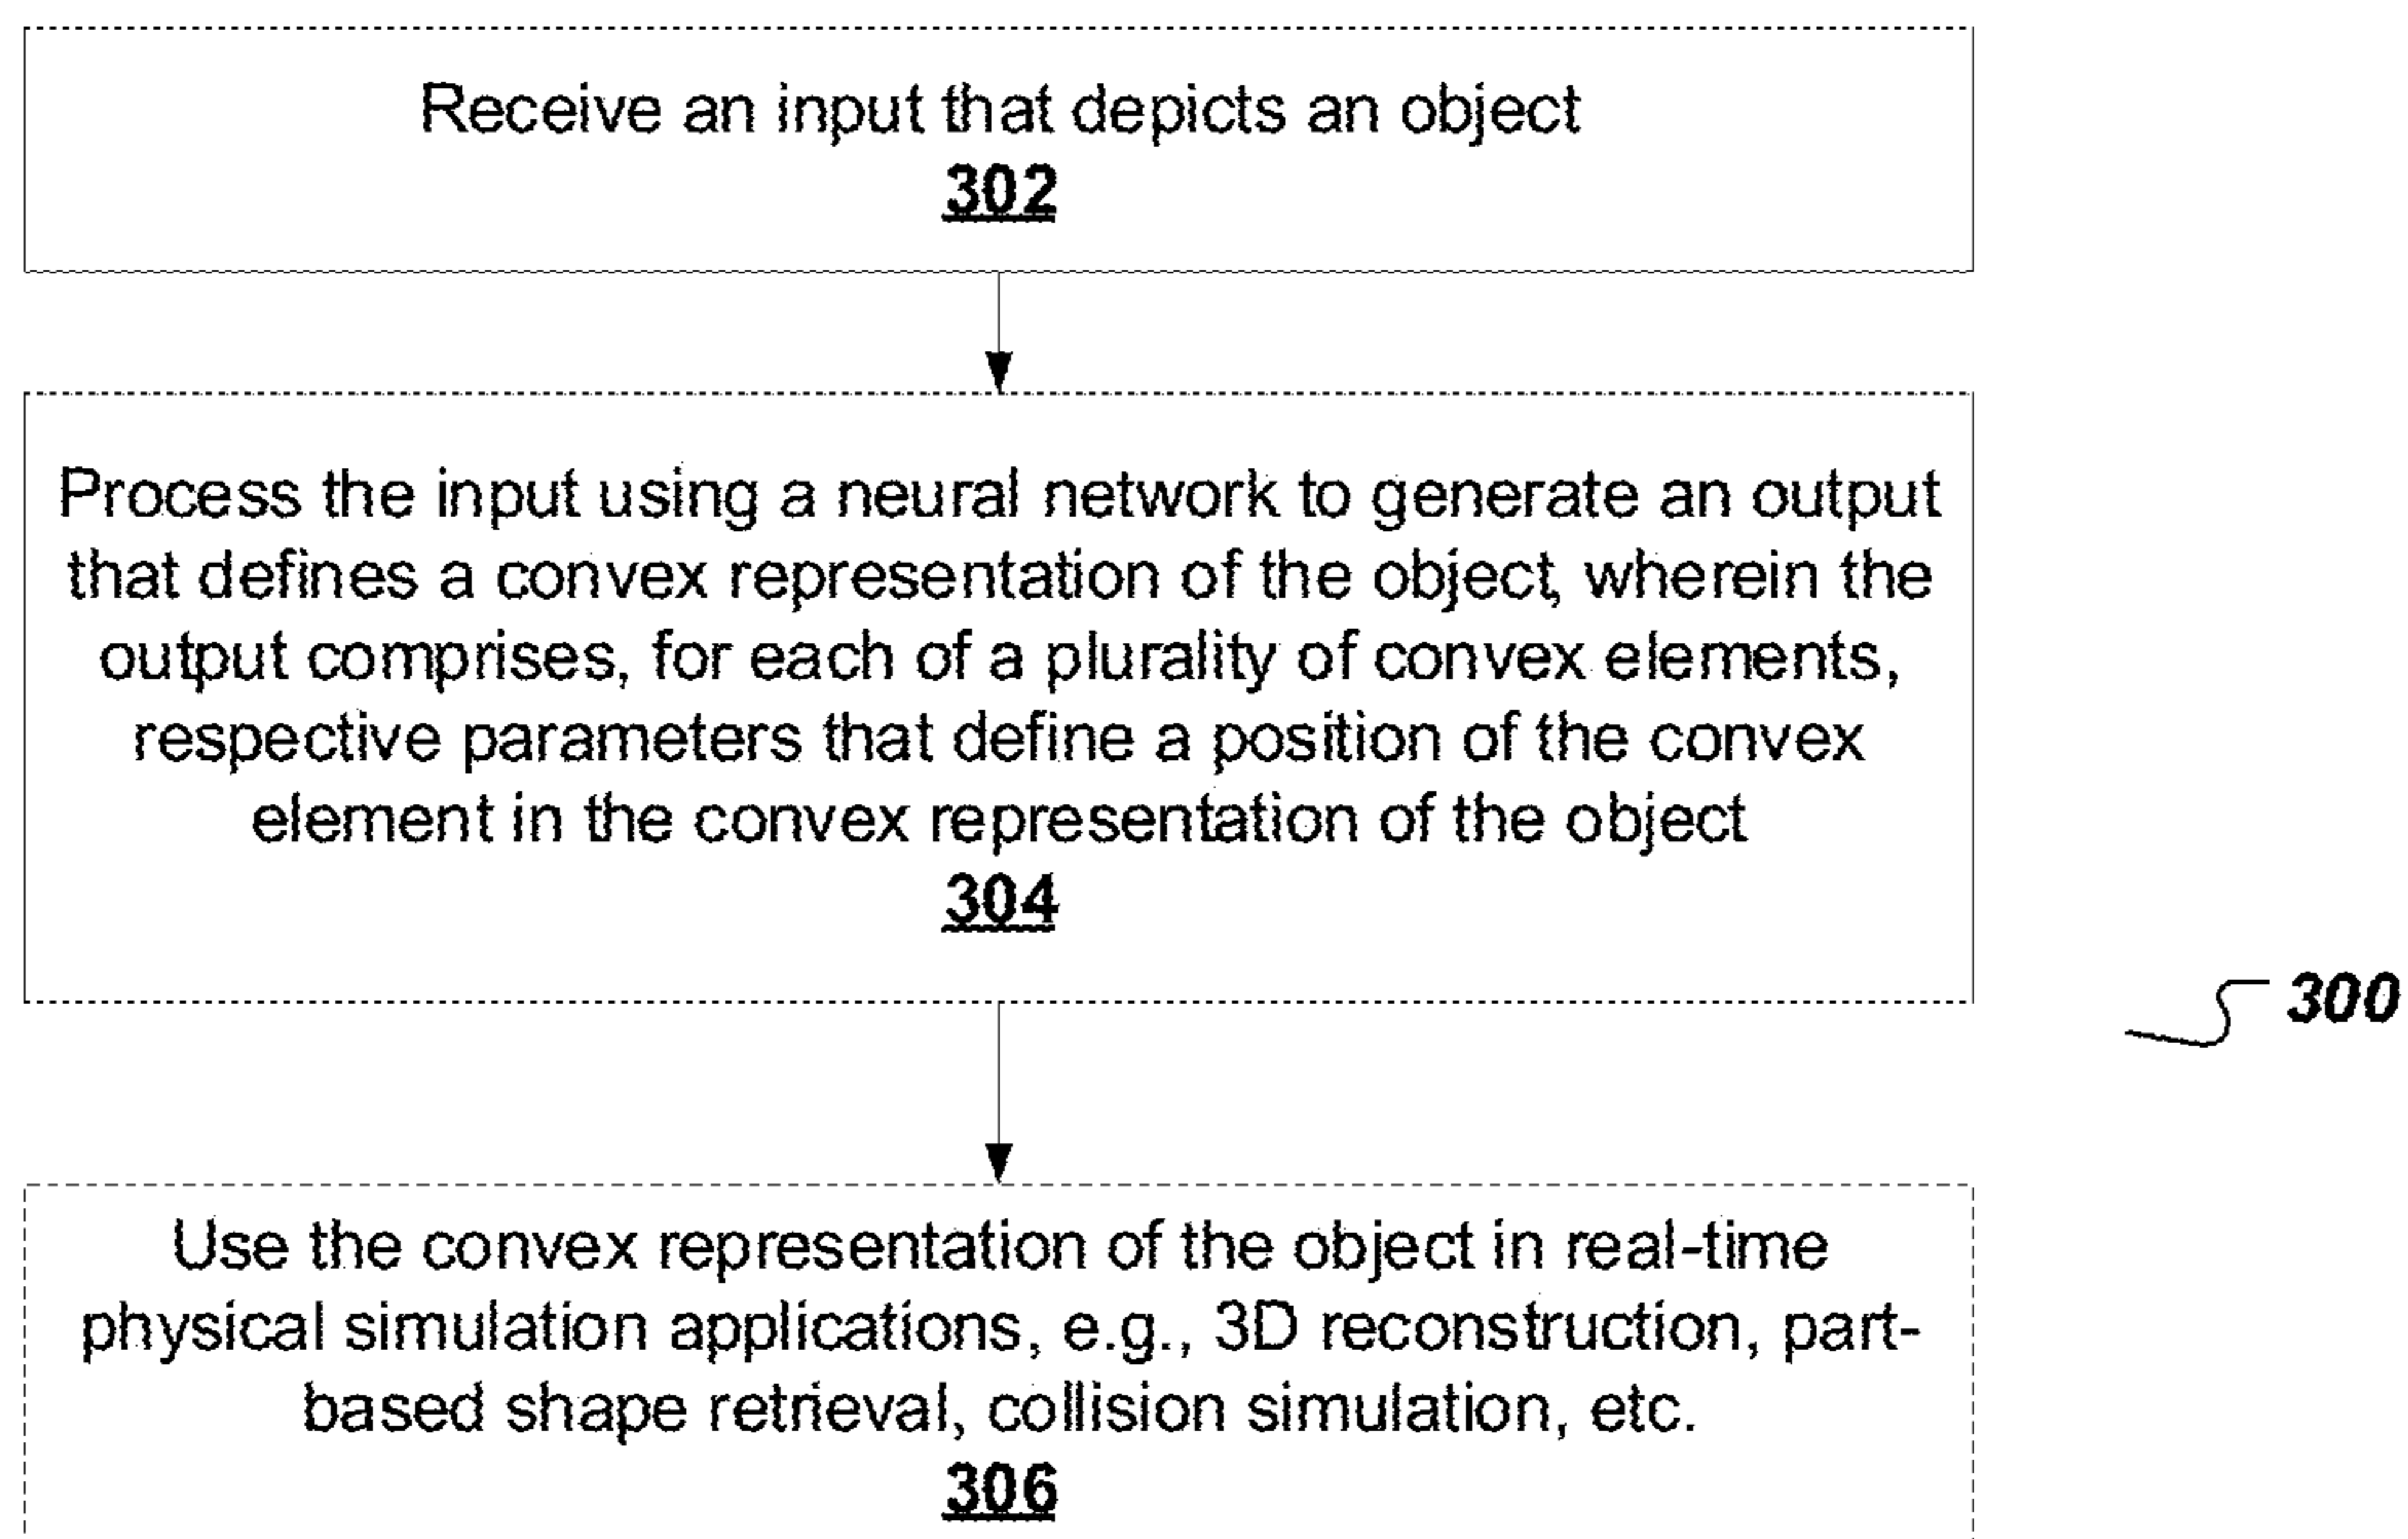 Receive an input that depicts an object
302
Process the input using a neural network to generate an output
that defines a convex representation of the object, wherein the
output comprises, for each of a plurality of convex elements,
respective parameters that define a position of the convex
element in the convex representation of the object
304
300
Use the convex representation of the object in real-time
physical simulation applications, e.g., 3D reconstruction, part-
based shape retrieval, collision simulation, etc.
306